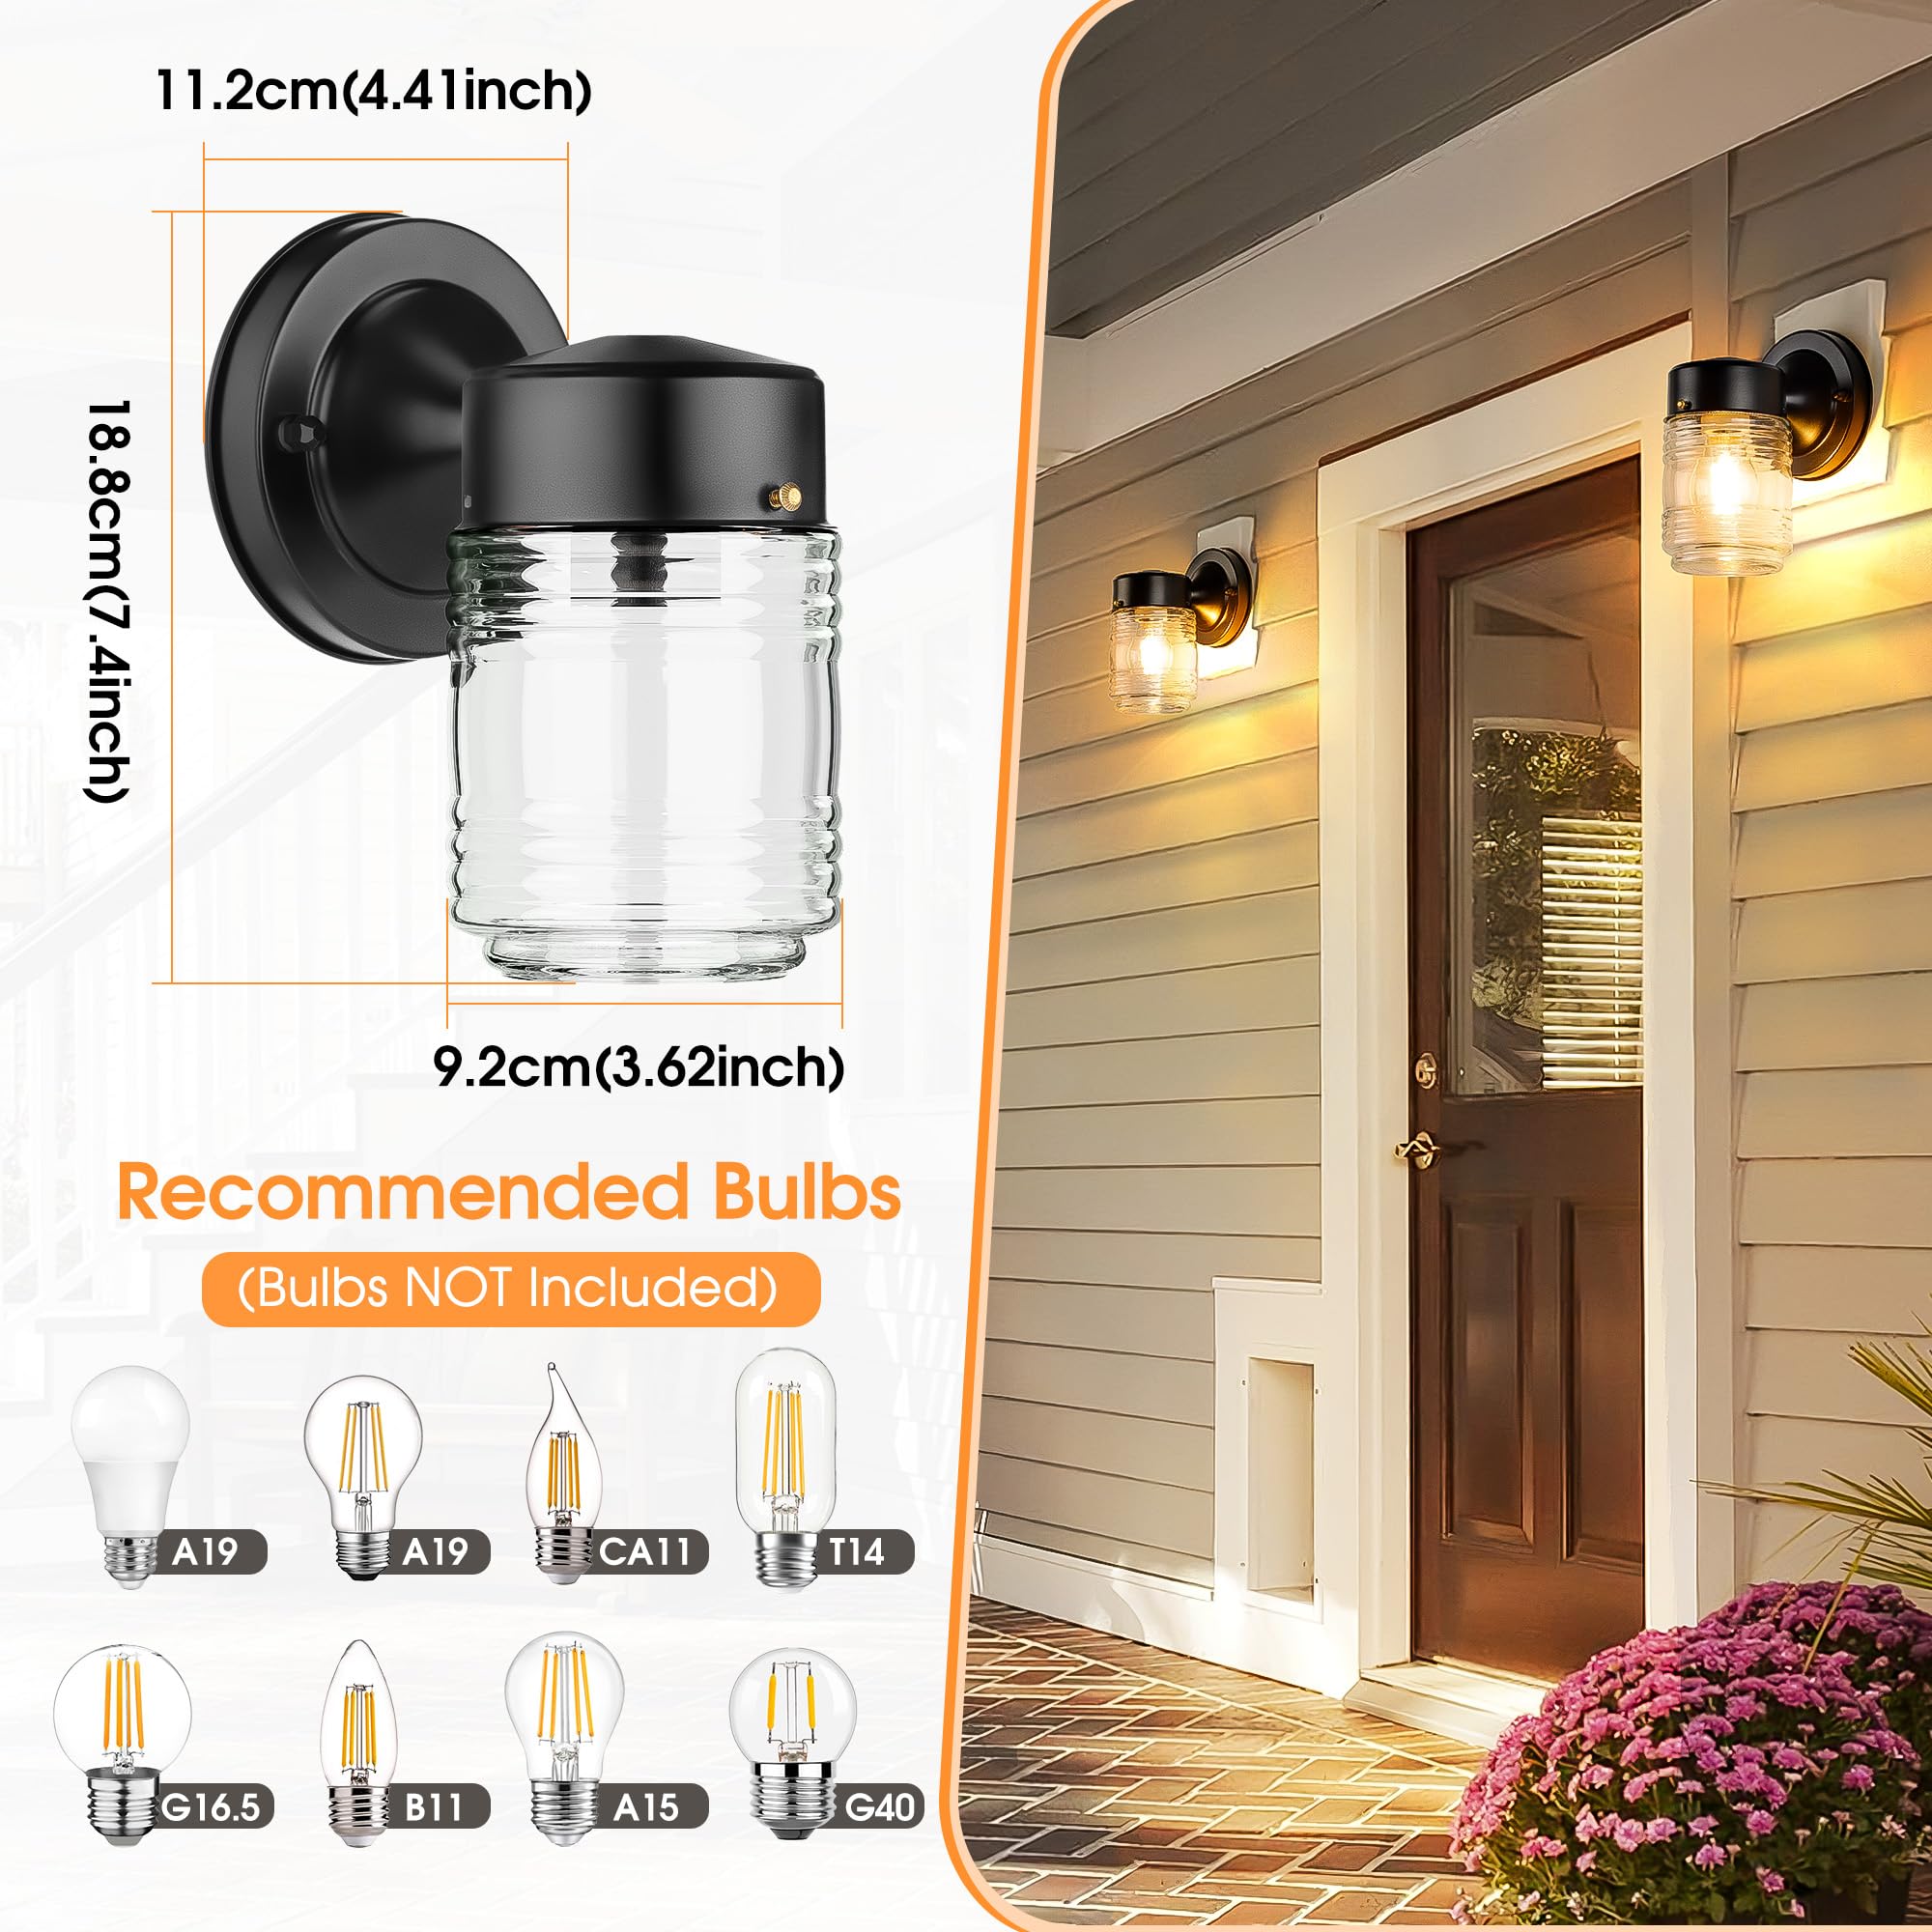 11.2cm(4.41inch)
18.8cm(7.4inch)
9.2cm(3.62inch)
Recommended Bulbs
(Bulbs NOT Included)
A19
A19
CA11
T14
G16.5
B11
A15
G40